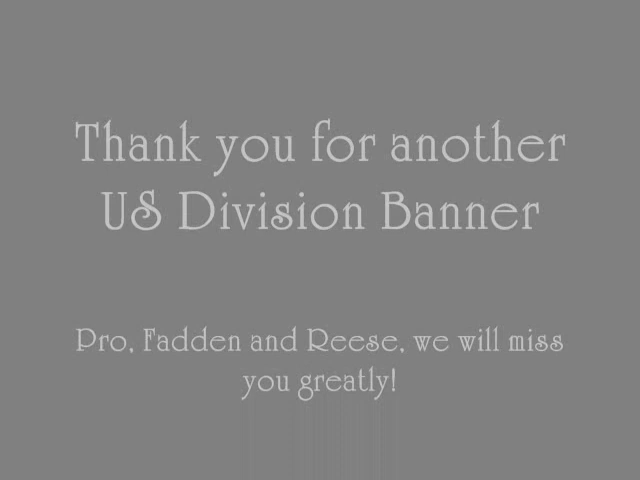 Thank you for another
US Division Banner
Pro, Fadden and Reese, we will miss
you greatly!